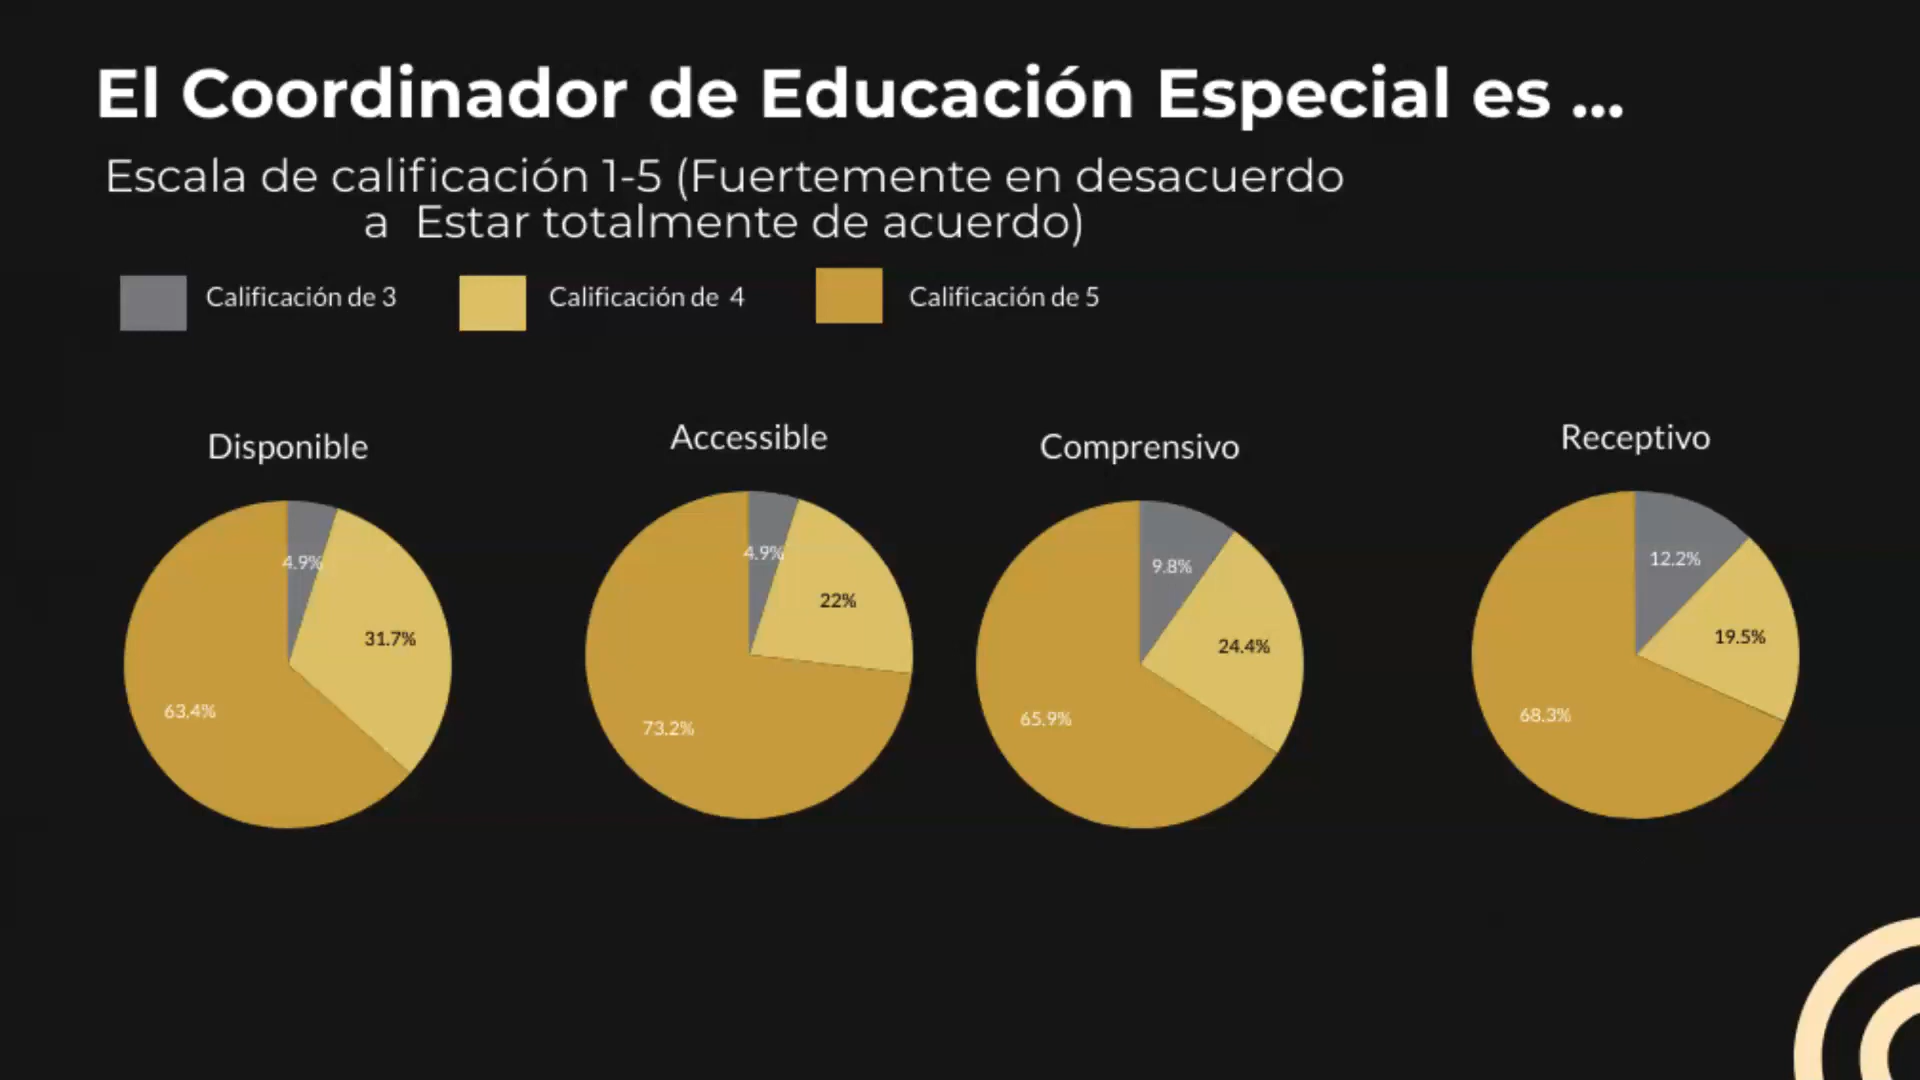 El Coordinador de Educación Especial es ...
Escala de calificación 1-5 (Fuertemente en desacuerdo
a Estar totalmente de acuerdo)
Calificación de 3
Calificación de 4
Calificación de 5
Disponible
4.9%
31.7%
63.4%
Accessible
4.9%
22%
73.2%
Comprensivo
9.8%
24.4%
65.9%
Receptivo
12.2%
19.5%
68.3%